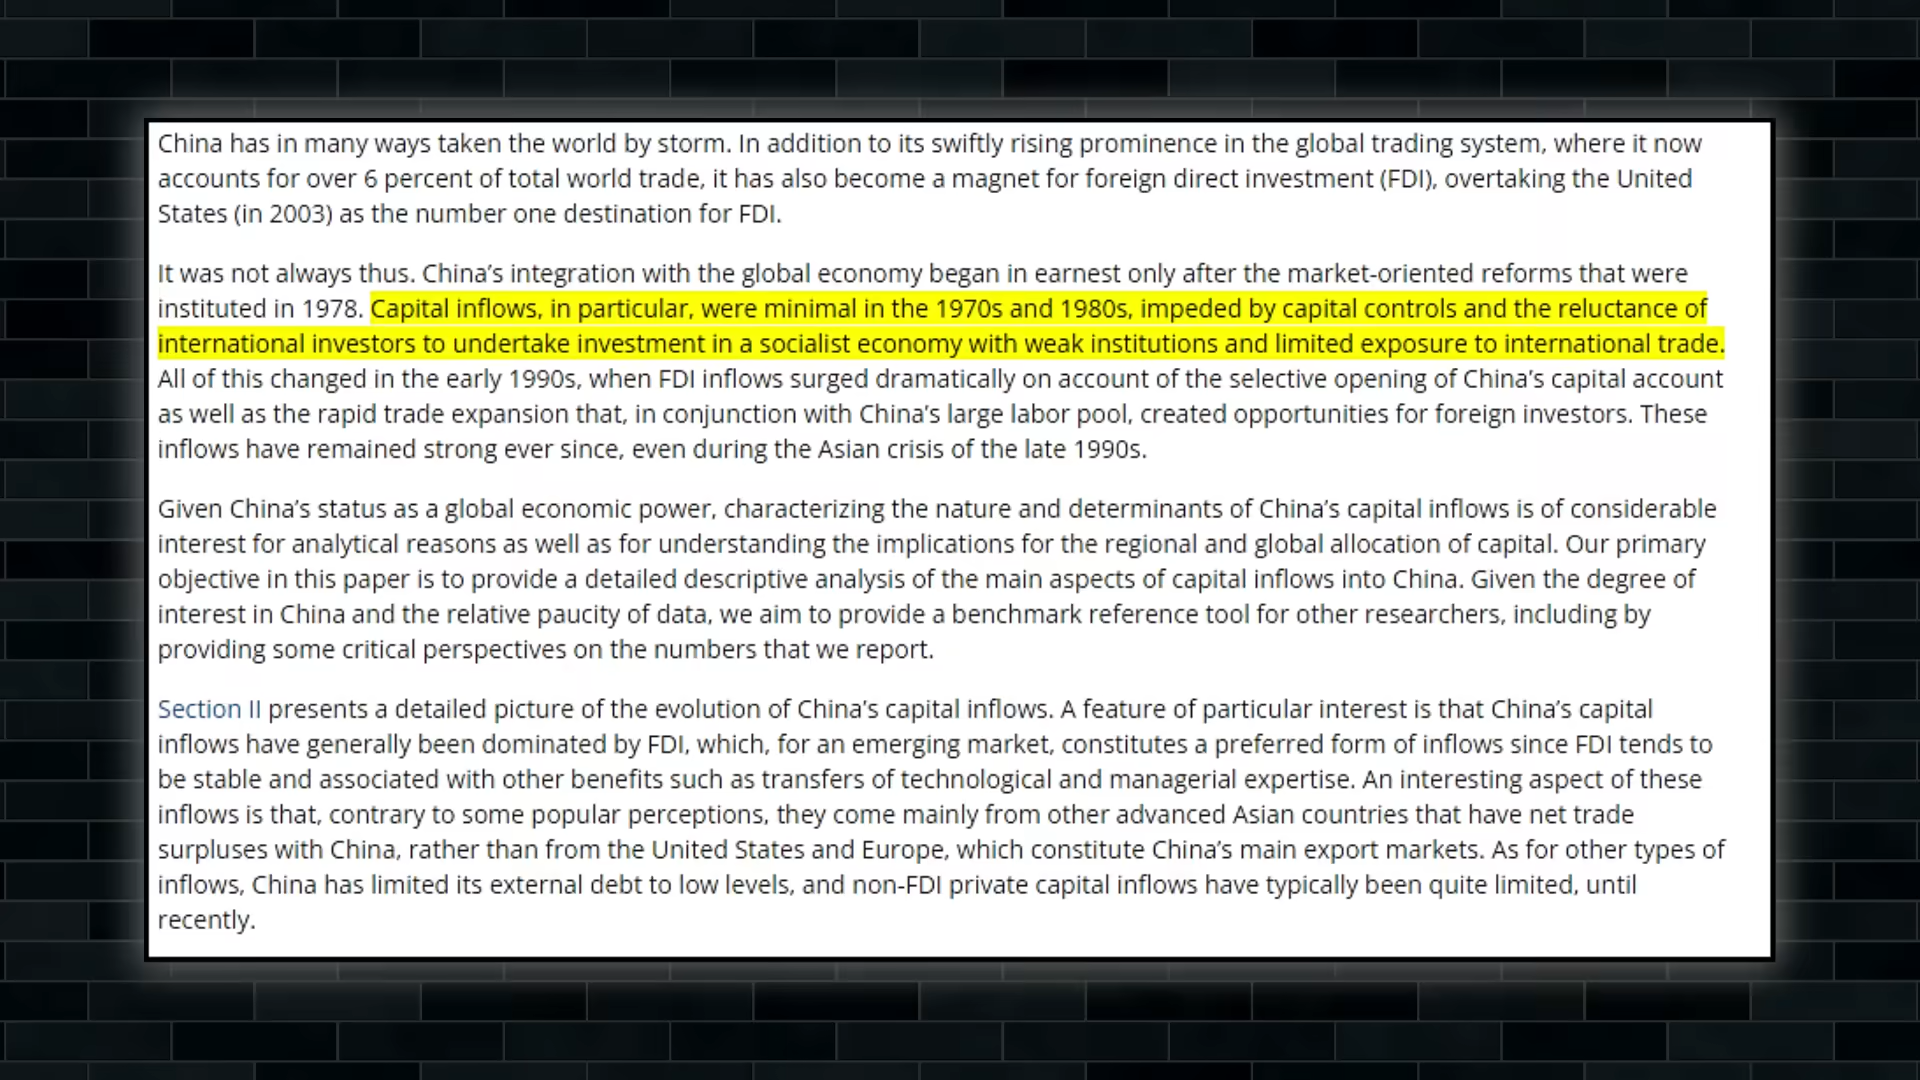 China has in many ways taken the world by storm. In addition to its swiftly rising prominence in the global trading system, where it now
accounts for over 6 percent of total world trade, it has also become a magnet for foreign direct investment (FDI), overtaking the United
States (in 2003) as the number one destination for FDI.
It was not always thus. China’s integration with the global economy began in earnest only after the market-oriented reforms that were
instituted in 1978. Capital inflows, in particular, were minimal in the 1970s and 1980s, impeded by capital controls and the reluctance of
international investors to undertake investment in a socialist economy with weak institutions and limited exposure to international trade.
All of this changed in the early 1990s, when FDI inflows surged dramatically on account of the selective opening of China’s capital account
as well as the rapid trade expansion that, in conjunction with China’s large labor pool, created opportunities for foreign investors. These
inflows have remained strong ever since, even during the Asian crisis of the late 1990s.
Given China’s status as a global economic power, characterizing the nature and determinants of China’s capital inflows is of considerable
interest for analytical reasons as well as for understanding the implications for the regional and global allocation of capital. Our primary
objective in this paper is to provide a detailed descriptive analysis of the main aspects of capital inflows into China. Given the degree of
interest in China and the relative paucity of data, we aim to provide a benchmark reference tool for other researchers, including by
providing some critical perspectives on the numbers that we report.
Section II presents a detailed picture of the evolution of China’s capital inflows. A feature of particular interest is that China’s capital
inflows have generally been dominated by FDI, which, for an emerging market, constitutes a preferred form of inflows since FDI tends to
be stable and associated with other benefits such as transfers of technological and managerial expertise. An interesting aspect of these
inflows is that, contrary to some popular perceptions, they come mainly from other advanced Asian countries that have net trade
surpluses with China, rather than from the United States and Europe, which constitute China’s main export markets. As for other types of
inflows, China has limited its external debt to low levels, and non-FDI private capital inflows have typically been quite limited, until
recently.